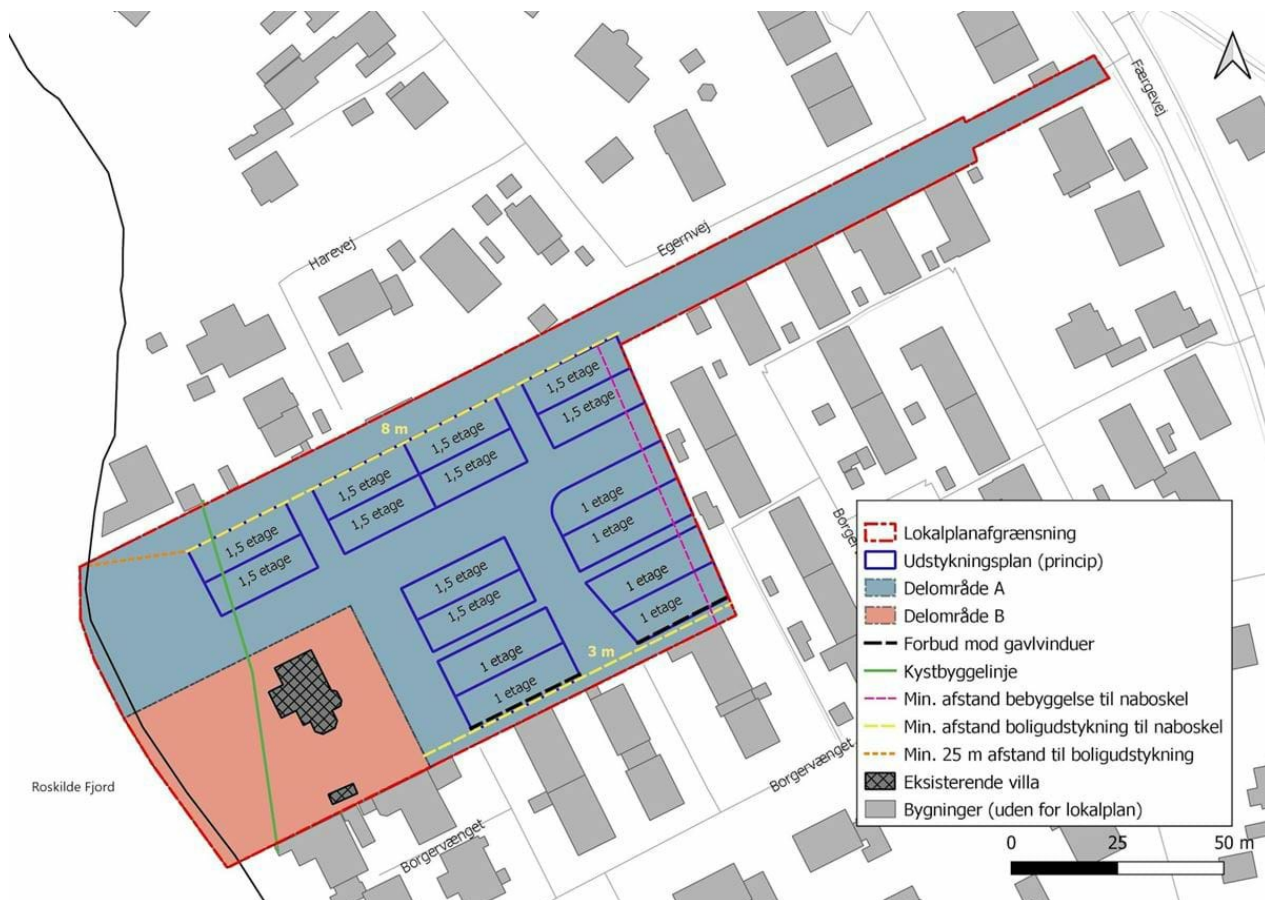 Færgevej
Egernvej
Harevej
1,5 etage
1,5 etage
8 m
1,5 etage
1,5 etage
1,5 etage
1,5 etage
1,5 etage
1,5 etage
1 etage
1 etage
1,5 etage
1,5 etage
1 etage
1 etage
1 etage
1 etage
3 m
Roskilde Fjord
Borgervænget
Borgervænget
Lokalplanafgrænsning
Udstykningsplan (princip)
Delområde A
Delområde B
Forbud mod gavlvinduer
Kystbyggelinje
Min. afstand bebyggelse til naboskel
Min. afstand boligudstykning til naboskel
Min. 25 m afstand til boligudstykning
Eksisterende villa
Bygninger (uden for lokalplan)
0 25 50 m